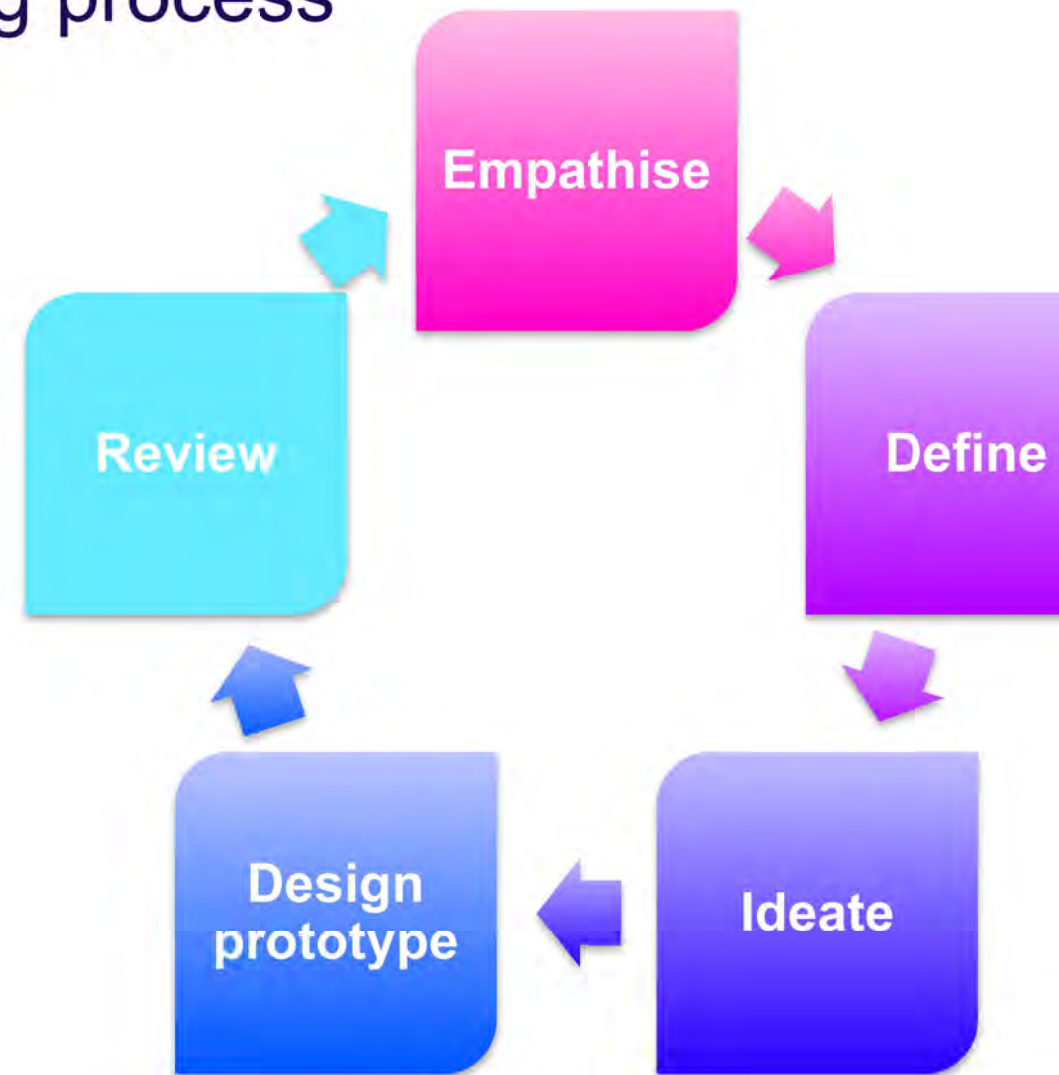 g process
Empathise
Define
Ideate
Design
prototype
Review